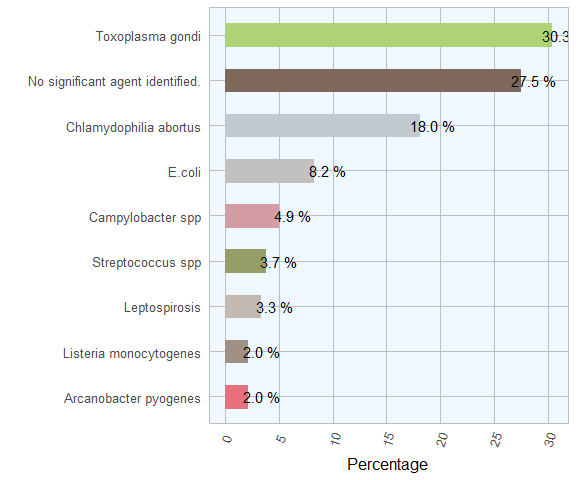 Toxoplasma gondi
30.3
No significant agent identified.
27.5 %
Chlamydophilia abortus
18.0 %
E.coli
8.2 %
Campylobacter spp
4.9 %
Streptococcus spp
3.7 %
Leptospirosis
3.3 %
Listeria monocytogenes
2.0 %
Arcanobacter pyogenes
2.0 %
0 5 10 15 20 25 30
Percentage